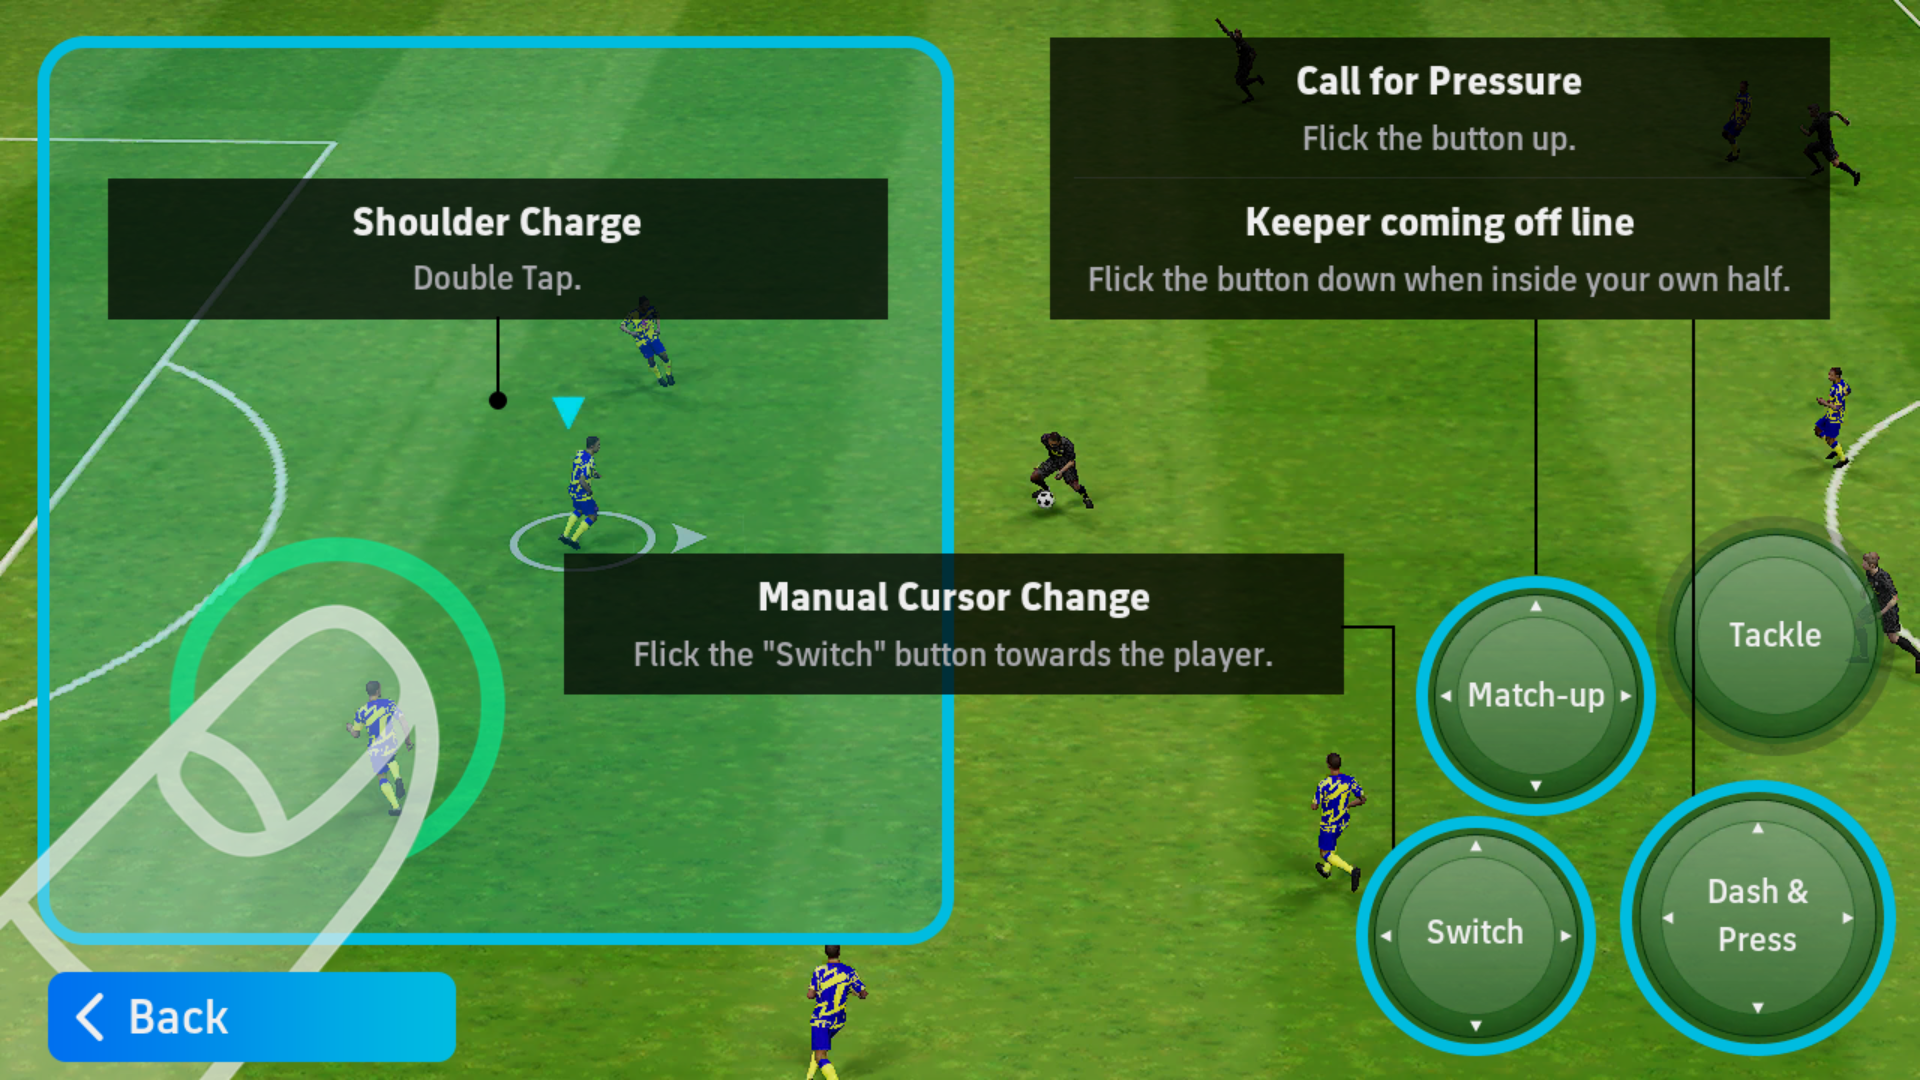 Shoulder Charge
Double Tap.
Call for Pressure
Flick the button up.
Keeper coming off line
Flick the button down when inside your own half.
Manual Cursor Change
Flick the "Switch" button towards the player.
Tackle
Match-up
Dash &
Press
Switch
Back